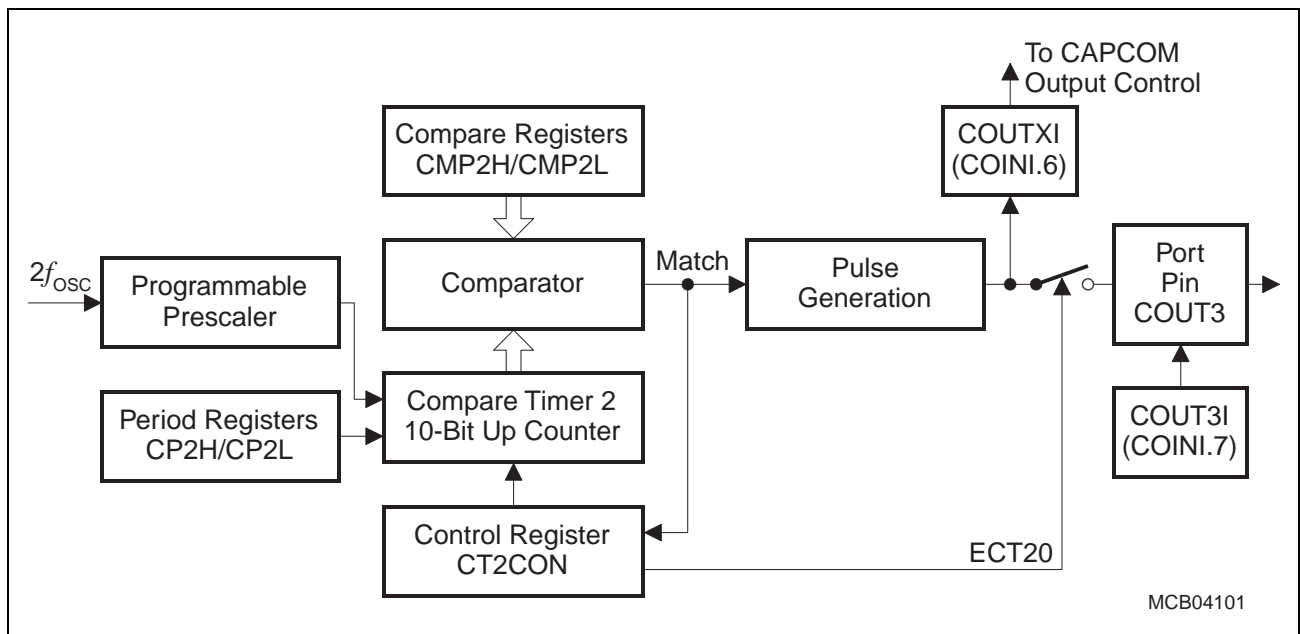 To CAPCOM
Output Control
Compare Registers
CMP2H/CMP2L
COUTXI
(COINI.6)
2fOSC
Programmable
Prescaler
Comparator
Match
Pulse
Generation
Port
Pin
COUT3
Period Registers
CP2H/CP2L
Compare Timer 2
10-Bit Up Counter
COUT3I
(COINI.7)
Control Register
CT2CON
ECT20
MCB04101